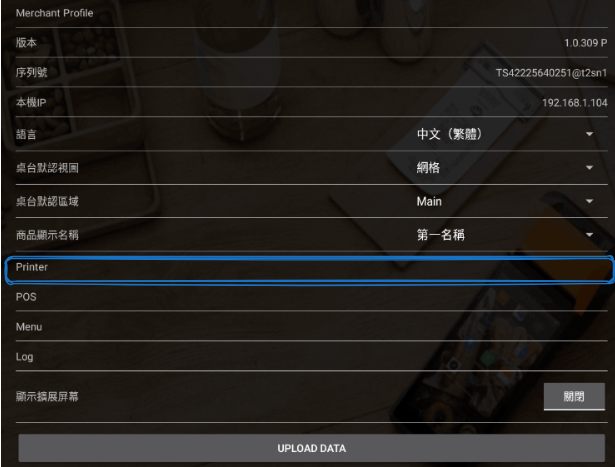 Merchant Profile
版本 1.0.309 P
序列號 TS42225640251@t2sn1
本機IP 192.168.1.104
語言 中文（繁體）
桌台默認視圖 網格
桌台默認區域 Main
商品顯示名稱 第一名稱
Printer
POS
Menu
Log
顯示擴展屏幕 關閉
UPLOAD DATA